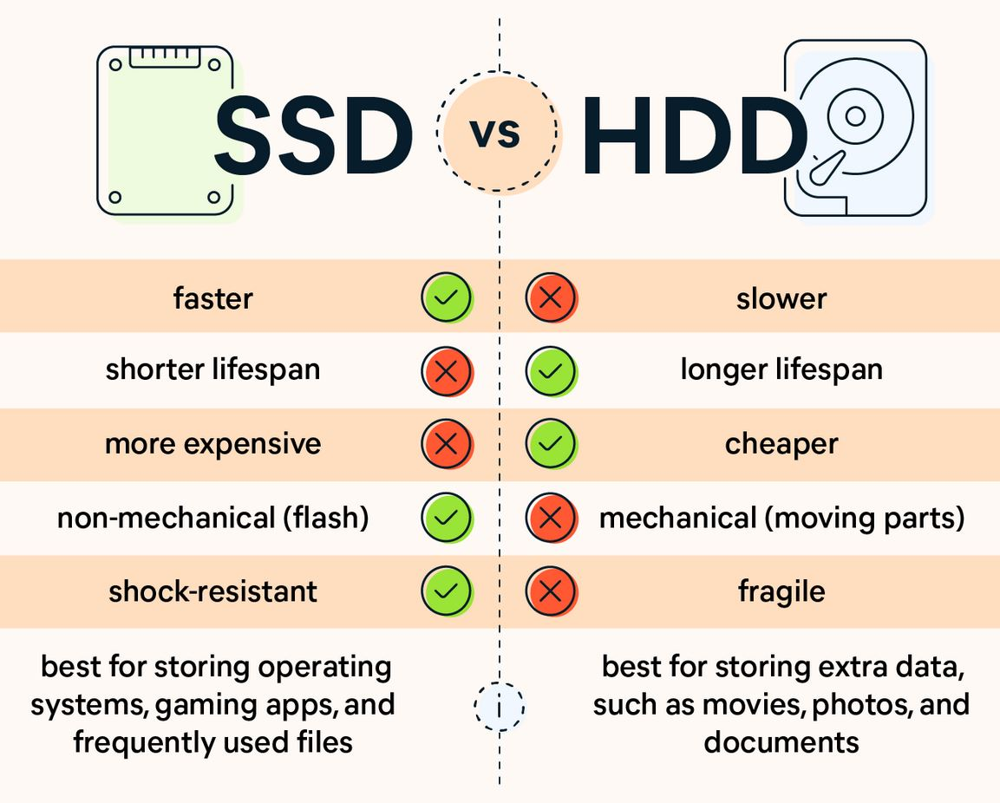 SSD vs HDD
faster slower
shorter lifespan longer lifespan
more expensive cheaper
non-mechanical (flash) mechanical (moving parts)
shock-resistant fragile
best for storing operating
systems, gaming apps, and
frequently used files
best for storing extra data,
such as movies, photos, and
documents
i